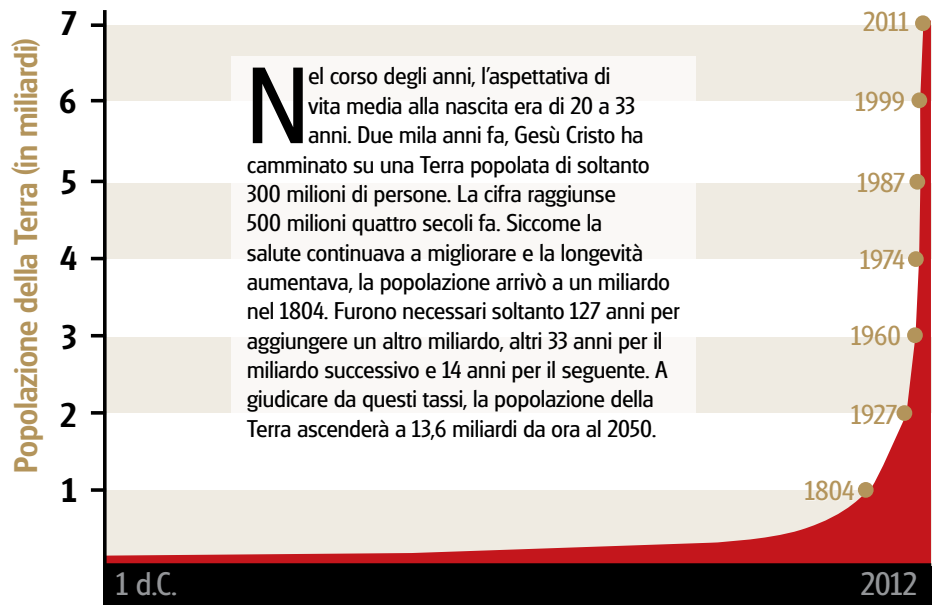 Popolazione della Terra (in miliardi)
7
6
5
4
3
2
1
Nel corso degli anni, l'aspettativa di
vita media alla nascita era di 20 a 33
anni. Due mila anni fa, Gesù Cristo ha
camminato su una Terra popolata di soltanto
300 milioni di persone. La cifra raggiunse
500 milioni quattro secoli fa. Siccome la
salute continuava a migliorare e la longevità
aumentava, la popolazione arrivò a un miliardo
nel 1804. Furono necessari soltanto 127 anni per
aggiungere un altro miliardo, altri 33 anni per il
miliardo successivo e 14 anni per il seguente. A
giudicare da questi tassi, la popolazione della
Terra ascenderà a 13,6 miliardi da ora al 2050.
2011
1999
1987
1974
1960
1927
1804
1 d.C.
2012